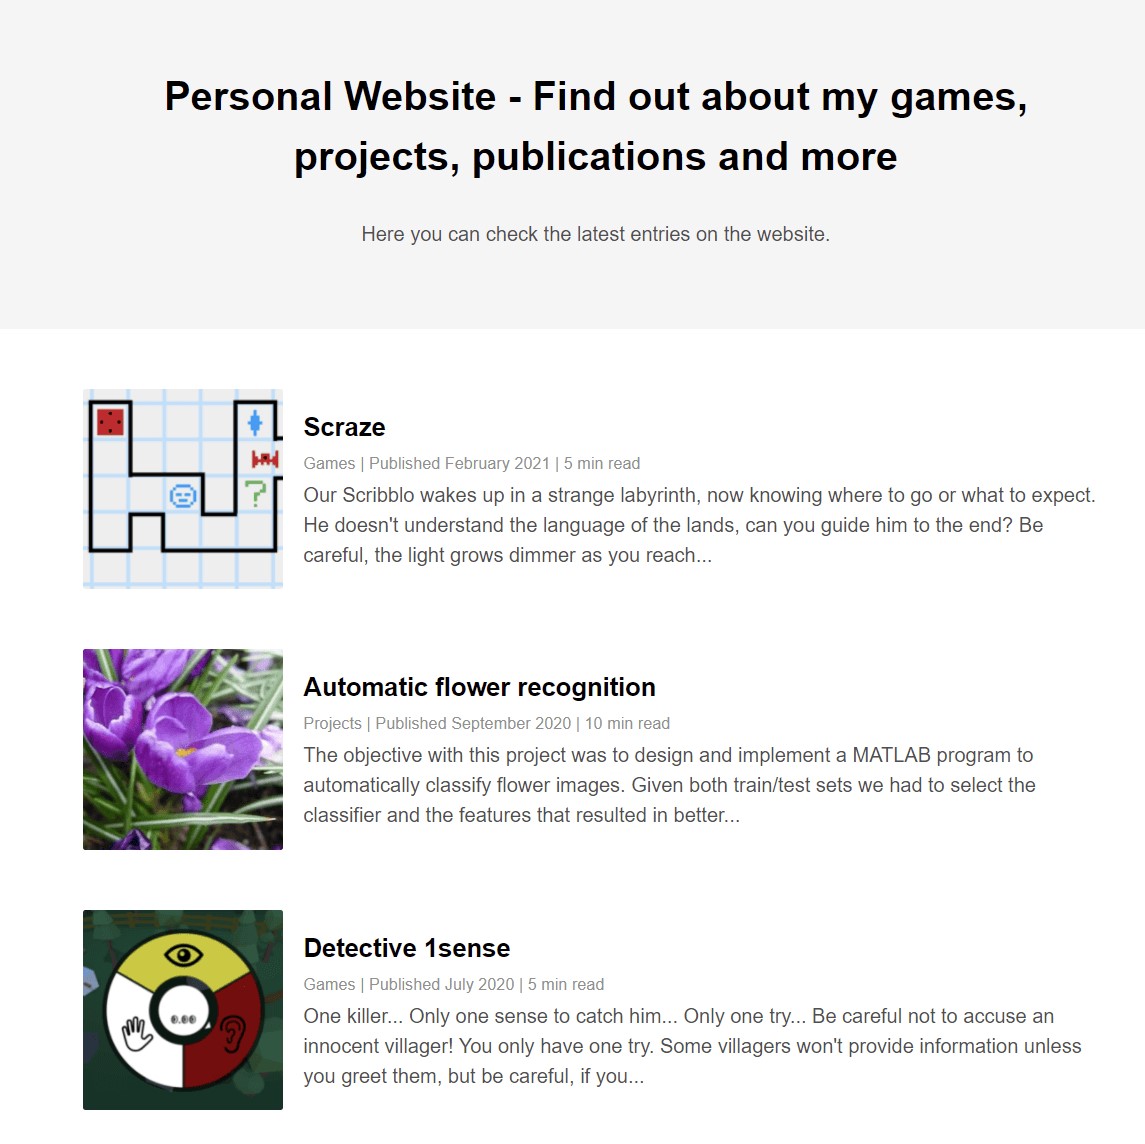 Personal Website - Find out about my games,
projects, publications and more
Here you can check the latest entries on the website.
Scraze
Games | Published February 2021 | 5 min read
Our Scribblo wakes up in a strange labyrinth, now knowing where to go or what to expect.
He doesn't understand the language of the lands, can you guide him to the end? Be
careful, the light grows dimmer as you reach...
?
Automatic flower recognition
Projects | Published September 2020 | 10 min read
The objective with this project was to design and implement a MATLAB program to
automatically classify flower images. Given both train/test sets we had to select the
classifier and the features that resulted in better...
Detective 1sense
Games | Published July 2020 | 5 min read
One killer... Only one sense to catch him... Only one try... Be careful not to accuse an
innocent villager! You only have one try. Some villagers won't provide information unless
you greet them, but be careful, if you...
0.00